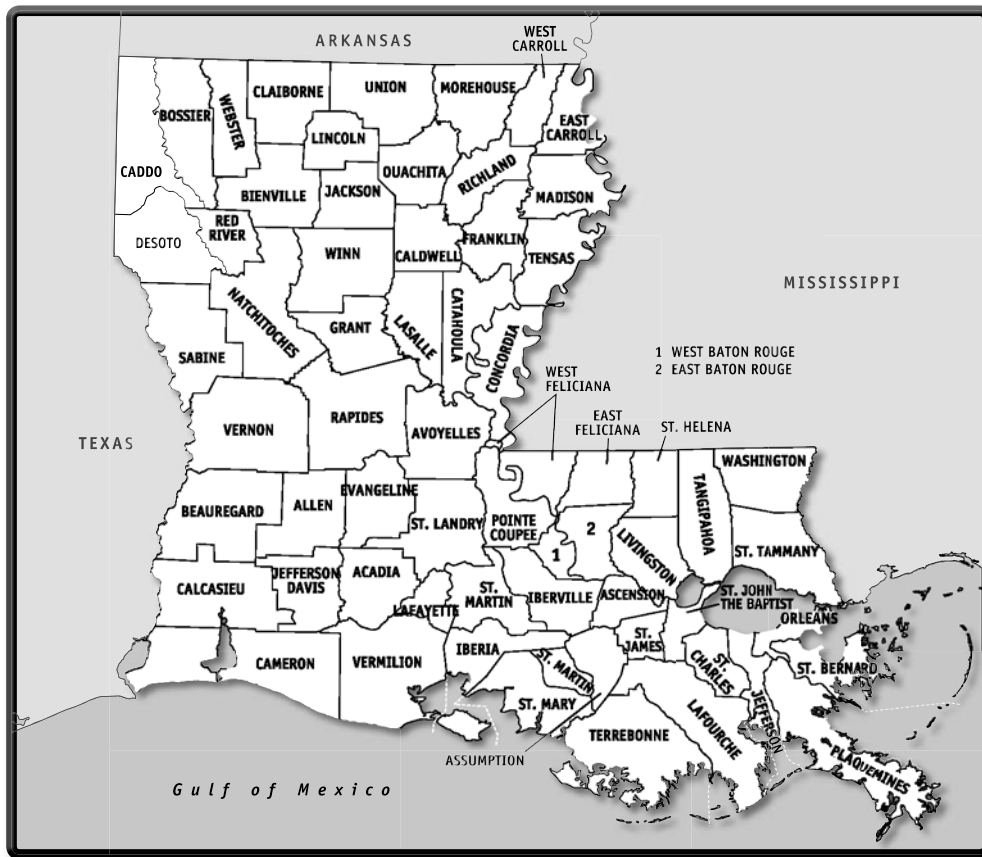 ARKANSAS
WEST
CARROLL
CLAIBORNE
UNION
MOREHOUSE
BOSSIER
WEBSTER
LINCOLN
EAST
CARROLL
CADDO
OUACHITA
RICHLAND
BIENVILLE
JACKSON
MADISON
RED
RIVER
DESOTO
WINN
CALDWELL
FRANKLIN
TENSAS
MISSISSIPPI
NATCHITOCHES
GRANT
LASALLE
CATAHOULA
CONCORDIA
SABINE
1 WEST BATON ROUGE
2 EAST BATON ROUGE
WEST
FELICIANA
EAST
FELICIANA
ST. HELENA
TEXAS
VERNON
RAPIDES
AVOYELLES
WASHINGTON
TANGIPAHOA
BEAUREGARD
ALLEN
EVANGELINE
ST. LANDRY
POINTE
COUPEE
2
1
LIVINGSTON
ST. TAMMANY
CALCASIEU
JEFFERSON
DAVIS
ACADIA
LAFAYETTE
ST.
MARTIN
IBERVILLE
ASCENSION
ST. JOHN
THE BAPTIST
ORLEANS
CAMERON
VERMILION
IBERIA
ST. MARTIN
ST.
JAMES
ST.
CHARLES
ST. BERNARD
ST. MARY
JEFFERSON
ASSUMPTION
TERREBONNE
LAFOURCHE
PLAQUEMINES
Gulf of Mexico